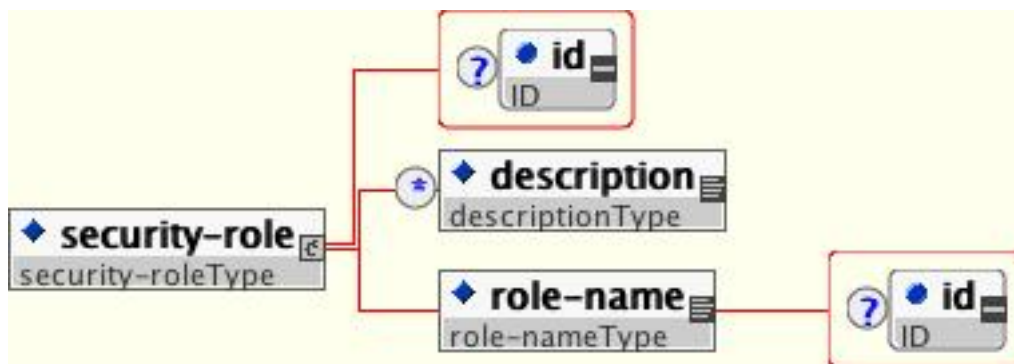 ?
id
ID
*
description
descriptionType
security-role
security-roleType
role-name
role-nameType
?
id
ID